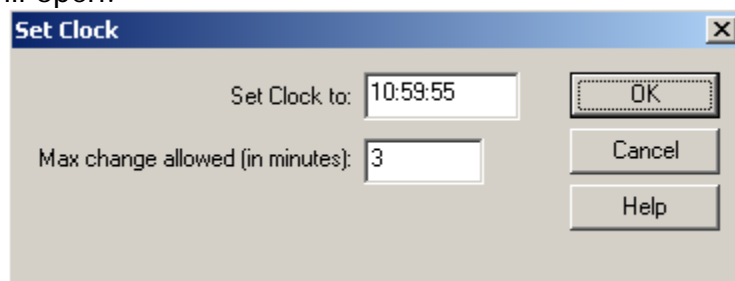 Set Clock
Set Clock to: 10:59:55
OK
Max change allowed (in minutes): 3
Cancel
Help